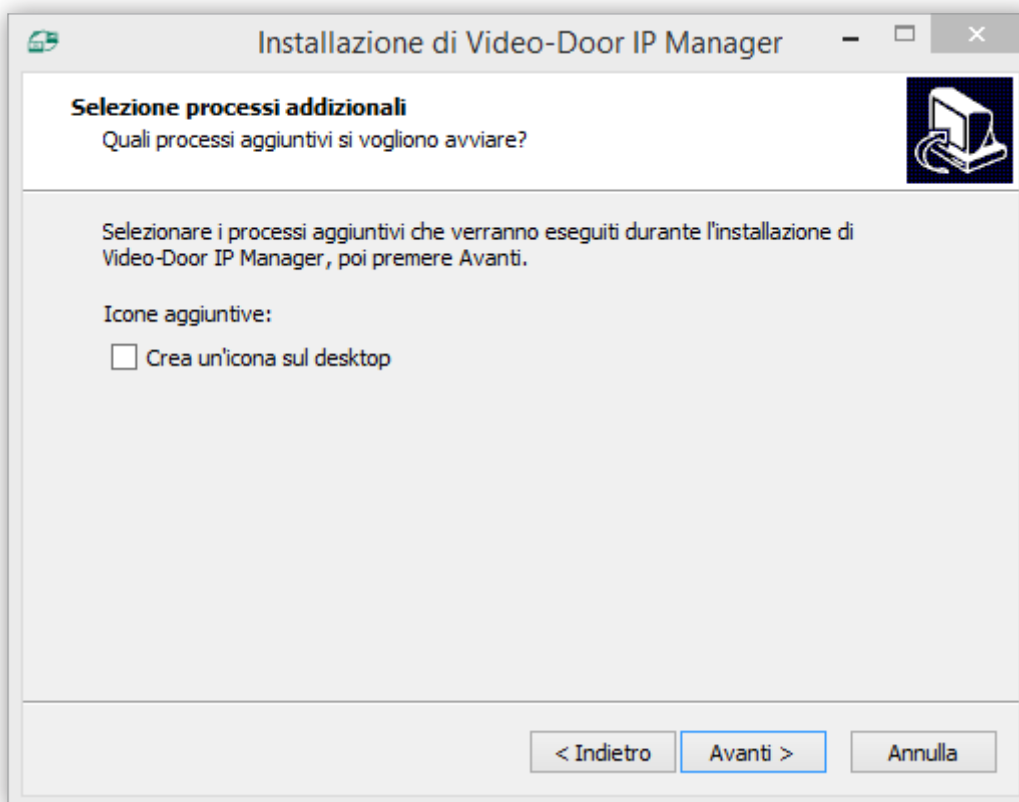 Installazione di Video-Door IP Manager
Selezione processi addizionali
Quali processi aggiuntivi si vogliono avviare?
Selezionare i processi aggiuntivi che verranno eseguiti durante l'installazione di
Video-Door IP Manager, poi premere Avanti.
Icone aggiuntive:
Crea un'icona sul desktop
< Indietro
Avanti >
Annulla